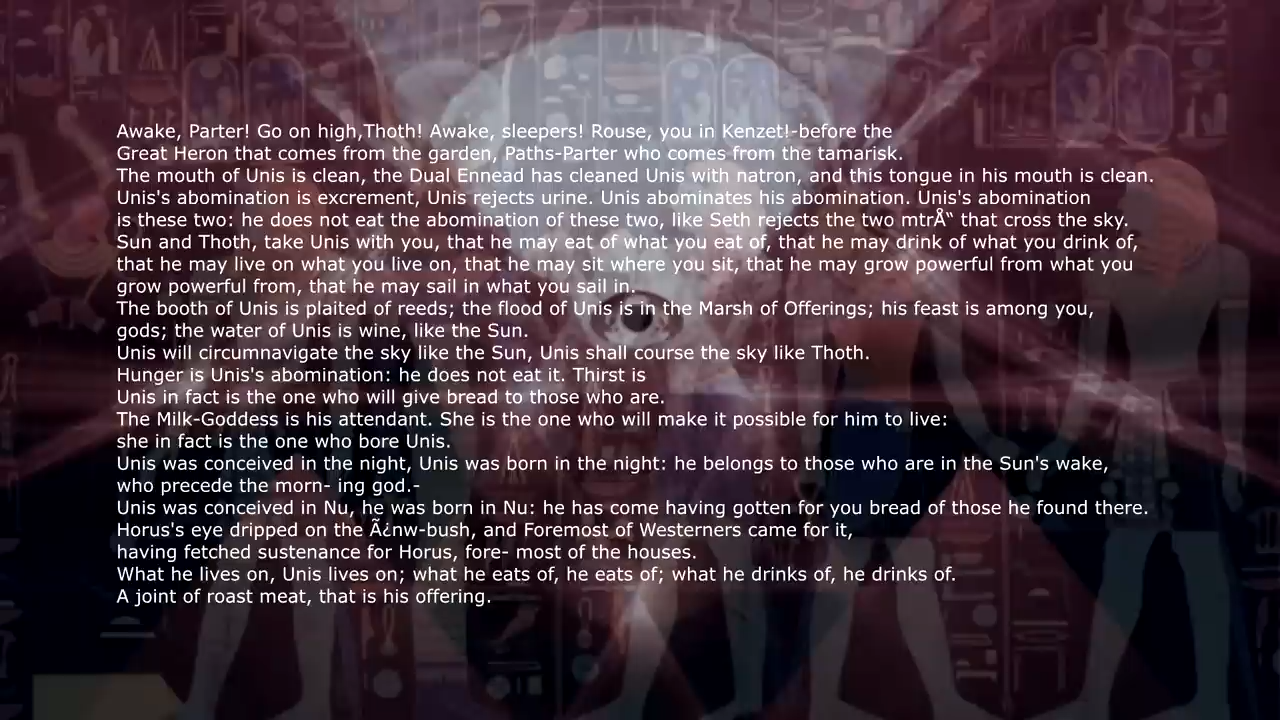 Awake, Parter! Go on high,Thoth! Awake, sleepers! Rouse, you in Kenzet!-before the
Great Heron that comes from the garden, Paths-Parter who comes from the tamarisk.
The mouth of Unis is clean, the Dual Ennead has cleaned Unis with natron, and this tongue in his mouth is clean.
Unis's abomination is excrement, Unis rejects urine. Unis abominates his abomination. Unis's abomination
is these two: he does not eat the abomination of these two, like Seth rejects the two mtrÅ“ that cross the sky.
Sun and Thoth, take Unis with you, that he may eat of what you eat of, that he may drink of what you drink of,
that he may live on what you live on, that he may sit where you sit, that he may grow powerful from what you
grow powerful from, that he may sail in what you sail in.
The booth of Unis is plaited of reeds; the flood of Unis is in the Marsh of Offerings; his feast is among you,
gods; the water of Unis is wine, like the Sun.
Unis will circumnavigate the sky like the Sun, Unis shall course the sky like Thoth.
Hunger is Unis's abomination: he does not eat it. Thirst is
Unis in fact is the one who will give bread to those who are.
The Milk-Goddess is his attendant. She is the one who will make it possible for him to live:
she in fact is the one who bore Unis.
Unis was conceived in the night, Unis was born in the night: he belongs to those who are in the Sun's wake,
who precede the morn- ing god.-
Unis was conceived in Nu, he was born in Nu: he has come having gotten for you bread of those he found there.
Horus's eye dripped on the Ã¿nw-bush, and Foremost of Westerners came for it,
having fetched sustenance for Horus, fore- most of the houses.
What he lives on, Unis lives on; what he eats of, he eats of; what he drinks of, he drinks of.
A joint of roast meat, that is his offering.